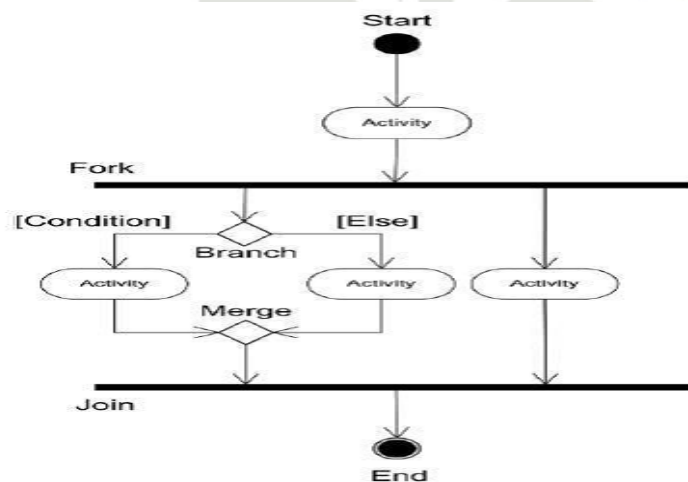 Start
Activity
Fork
[Condition] [Else]
Branch
Activity Activity Activity
Merge
Join
End